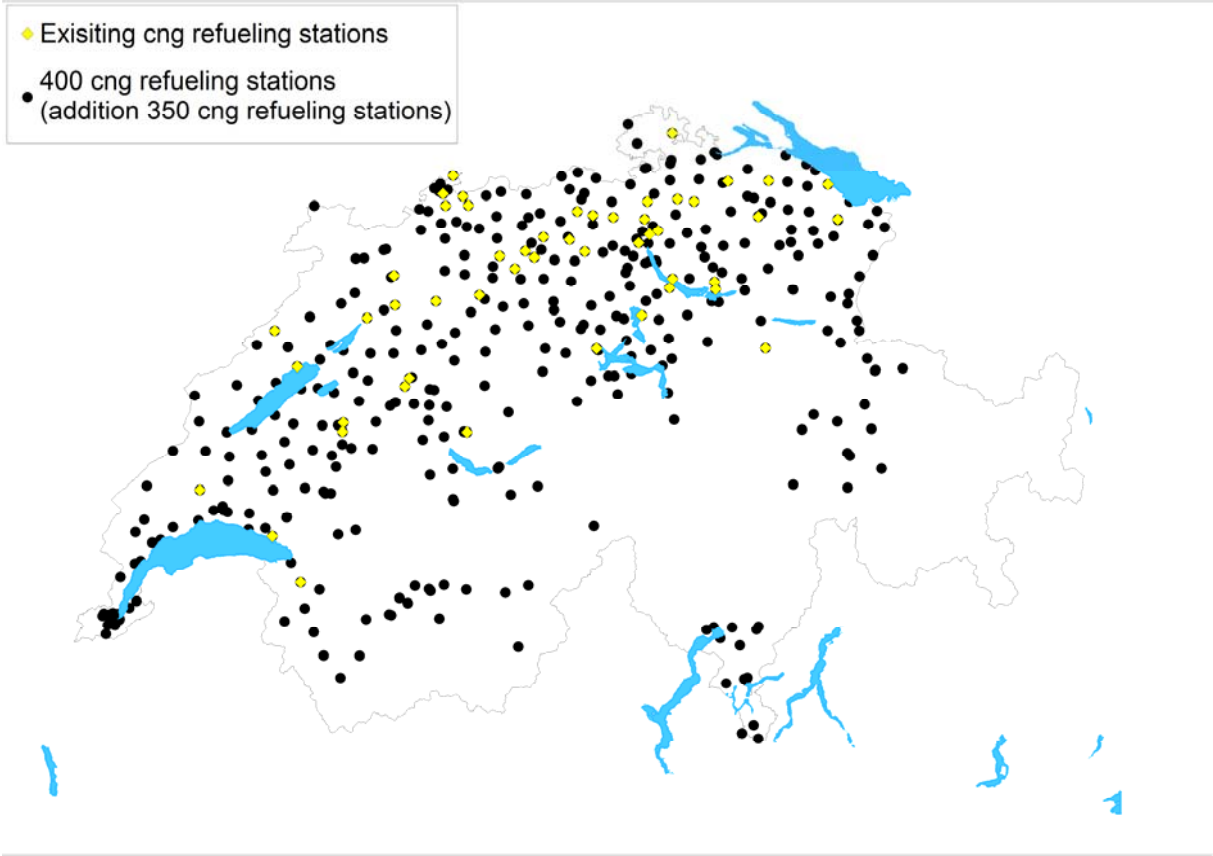 Exisiting cng refueling stations
400 cng refueling stations
(addition 350 cng refueling stations)